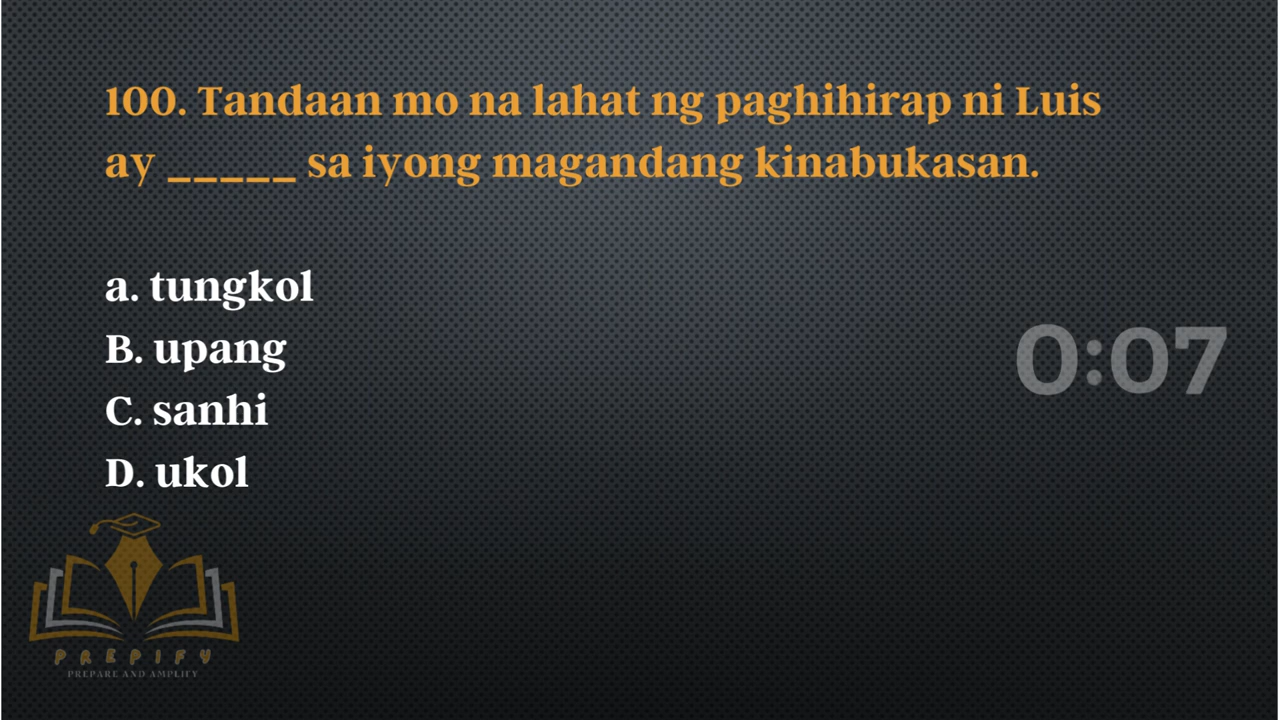 100. Tandaan mo na lahat ng paghihirap ni Luis
ay _____ sa iyong magandang kinabukasan.
a. tungkol
B. upang
C. sanhi
D. ukol
0:07
PREPIFY
PREPARE AND AMPLIFY